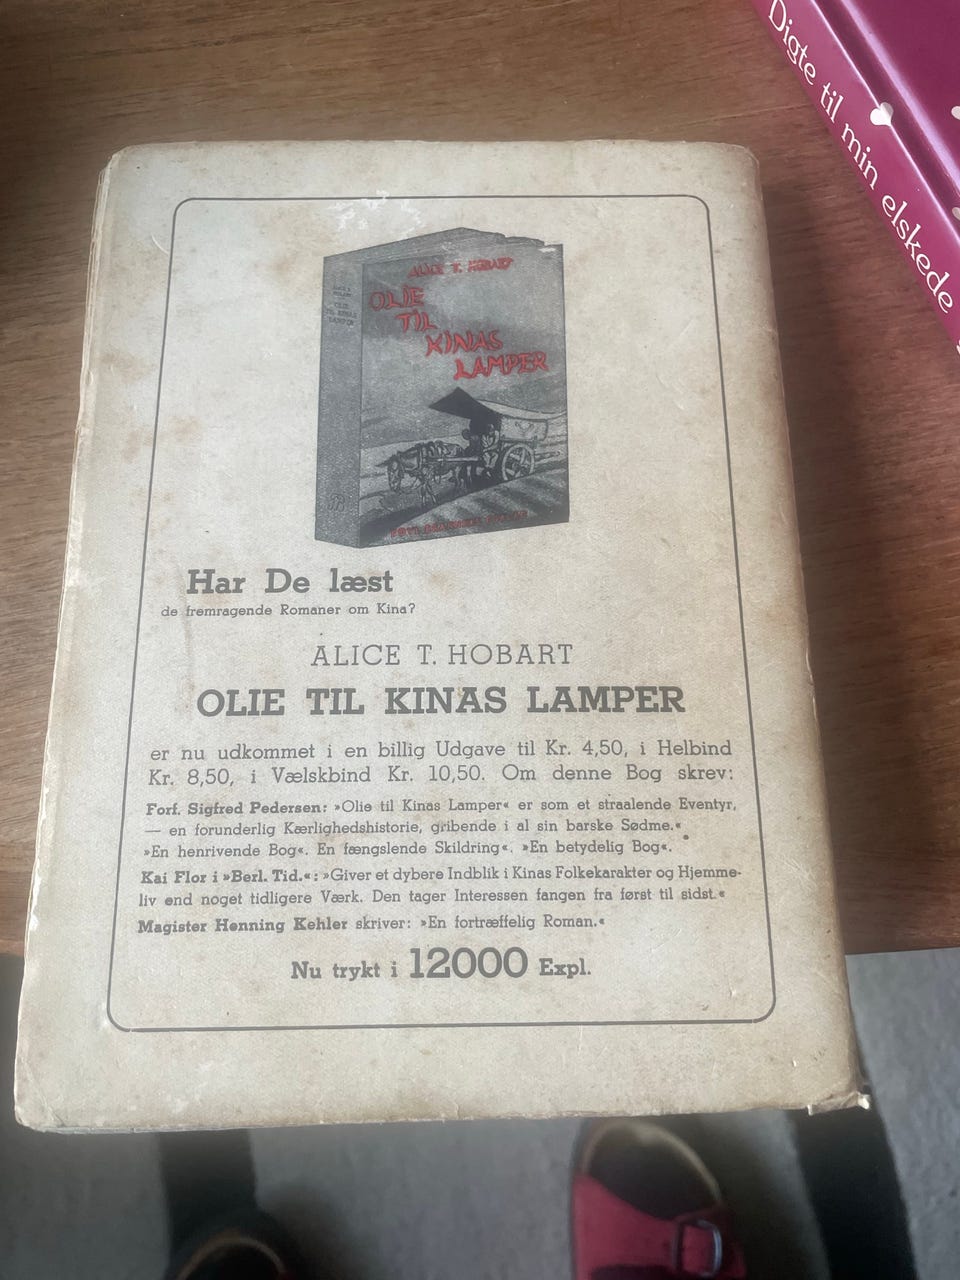 Digte til min elskede
ALICE T. HOBART
OLIE
TIL
KINAS
LAMPER
OLIE
TIL KINAS
LAMPER
Har De læst
de fremragende Romaner om Kina?
ALICE T. HOBART
OLIE TIL KINAS LAMPER
er nu udkommet i en billig Udgave til Kr. 4,50, i Helbind
Kr. 8,50, i Vælskbind Kr. 10,50. Om denne Bog skrev:
Forf. Sigfred Pedersen: »Olie til Kinas Lamper« er som et straalende Eventyr,
— en forunderlig Kærlighedshistorie, gribende i al sin barske Sødme.«
»En henrivende Bog«. En fængslende Skildring«. »En betydelig Bog«.
Kai Flor i »Berl. Tid.«: »Giver et dybere Indblik i Kinas Folkekarakter og Hjemme-
liv end noget tidligere Værk. Den tager Interessen fangen fra først til sidst.«
Magister Henning Kehler skriver: »En fortræffelig Roman.«
Nu trykt i 12000 Expl.